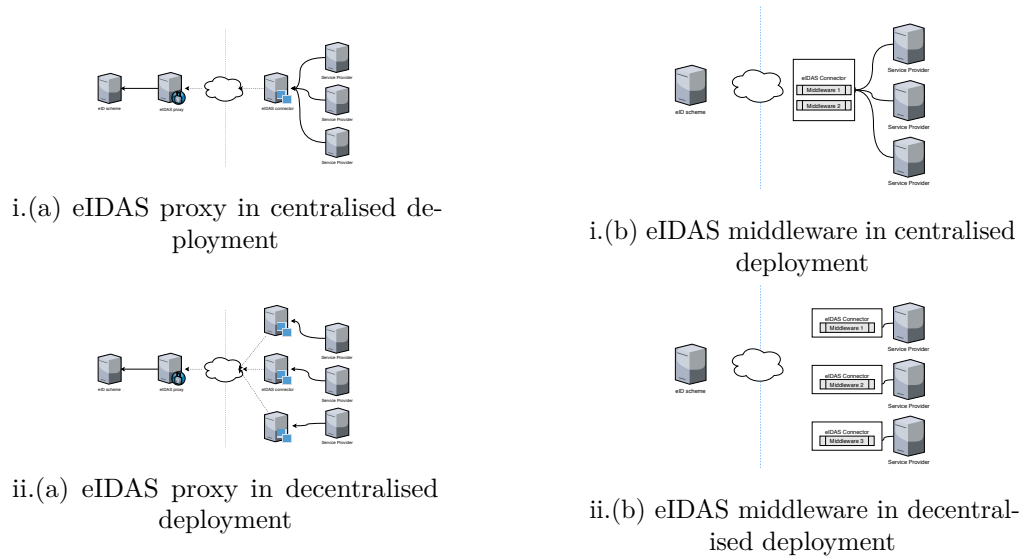 Service Provider
eID scheme
eIDAS proxy
eIDAS connector
Service Provider
Service Provider
i.(a) eIDAS proxy in centralised de-
ployment
Service Provider
eIDAS Connector
Middleware 1
Middleware 2
eID scheme
Service Provider
Service Provider
i.(b) eIDAS middleware in centralised
deployment
Service Provider
eID scheme
eIDAS proxy
eIDAS connector
Service Provider
Service Provider
ii.(a) eIDAS proxy in decentralised
deployment
eIDAS Connector
Middleware 1
Service Provider
eID scheme
eIDAS Connector
Middleware 2
Service Provider
eIDAS Connector
Middleware 3
Service Provider
ii.(b) eIDAS middleware in decentral-
ised deployment